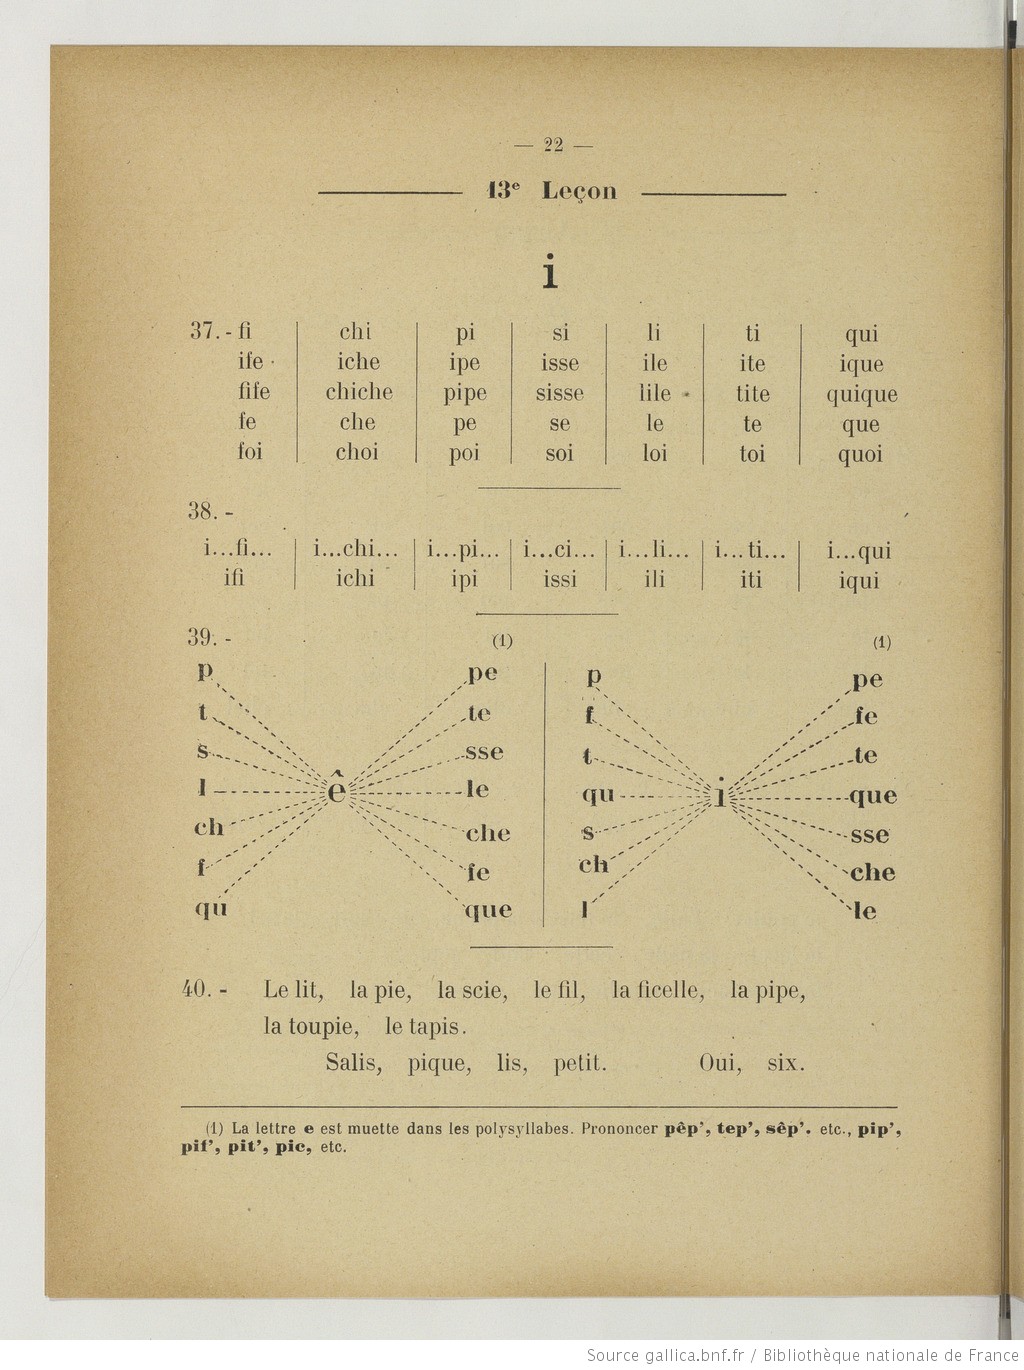 — 22 —
13e Leçon
i
37. - fi chi pi si li ti qui
ife iche ipe isse ile ite ique
fife chiche pipe sisse lile tite quique
fe che pe se le te que
foi choi poi soi loi toi quoi
38. -
i...fi... i...chi... i...pi... i...ci... i...li... i...ti... i...qui
ifi ichi ipi issi ili iti iqui
39. - (1) (1)
p pe p pe
t te f fe
s sse t te
l ê le qu i que
ch che s sse
f fe ch che
qu que l le
40. - Le lit, la pie, la scie, le fil, la ficelle, la pipe,
la toupie, le tapis.
Salis, pique, lis, petit. Oui, six.
(1) La lettre e est muette dans les polysyllabes. Prononcer pêp', tep', sêp'. etc., pip',
pif', pit', pic, etc.
Source gallica.bnf.fr / Bibliothèque nationale de France